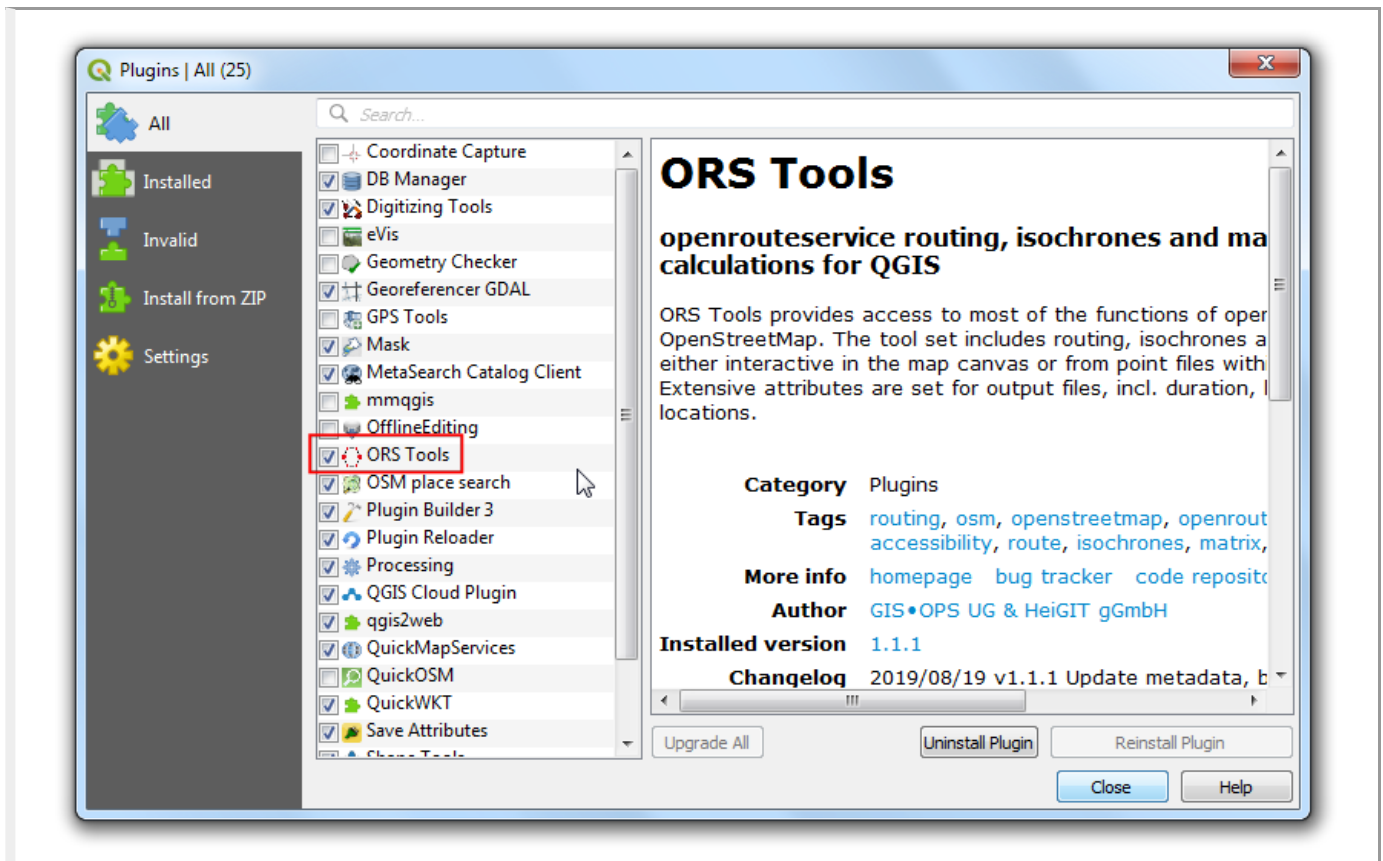 Plugins | All (25)
All
Installed
Invalid
Install from ZIP
Settings
Search...
Coordinate Capture
DB Manager
Digitizing Tools
eVis
Geometry Checker
Georeferencer GDAL
GPS Tools
Mask
MetaSearch Catalog Client
mmqgis
OfflineEditing
ORS Tools
OSM place search
Plugin Builder 3
Plugin Reloader
Processing
QGIS Cloud Plugin
qgis2web
QuickMapServices
QuickOSM
QuickWKT
Save Attributes
Shape Tools
ORS Tools
openrouteservice routing, isochrones and ma
calculations for QGIS
ORS Tools provides access to most of the functions of oper
OpenStreetMap. The tool set includes routing, isochrones a
either interactive in the map canvas or from point files with
Extensive attributes are set for output files, incl. duration, l
locations.
Category Plugins
Tags routing, osm, openstreetmap, openrout
accessibility, route, isochrones, matrix,
More info homepage bug tracker code reposito
Author GIS•OPS UG & HeiGIT gGmbH
Installed version 1.1.1
Changelog 2019/08/19 v1.1.1 Update metadata, b
Upgrade All Uninstall Plugin Reinstall Plugin
Close Help